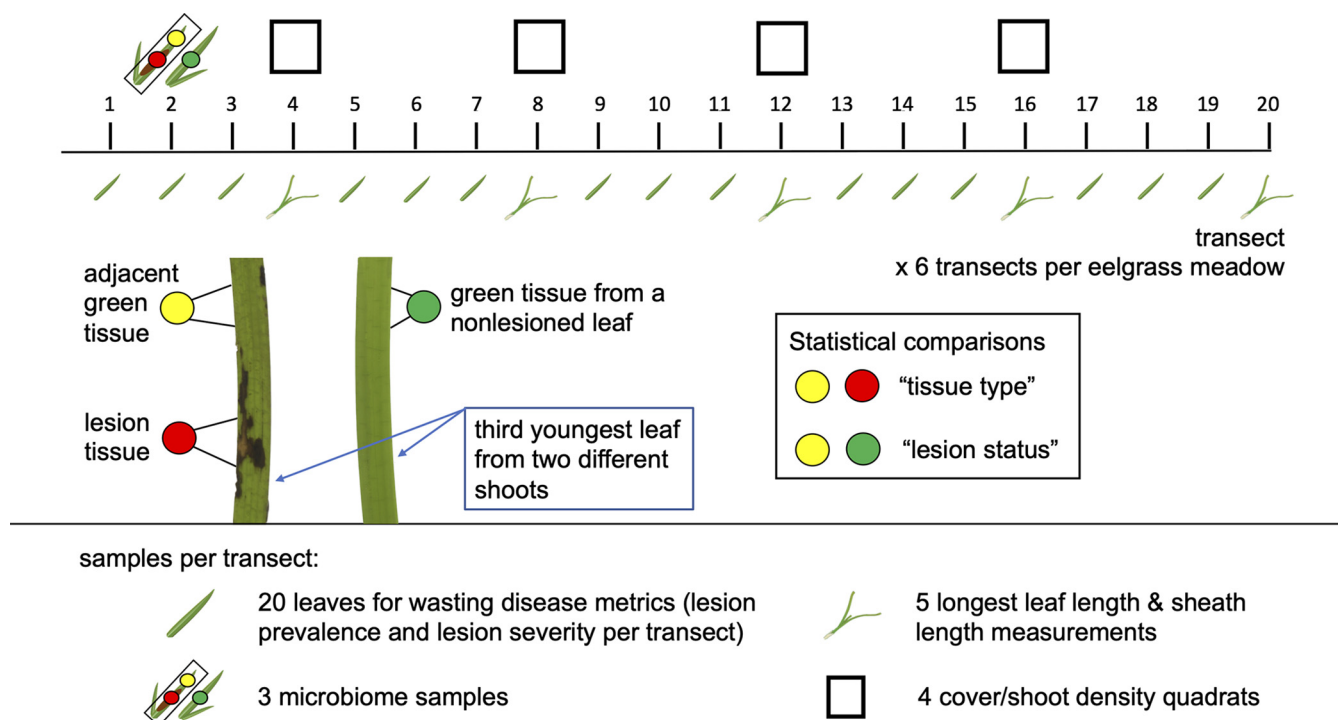 1 2 3 4 5 6 7 8 9 10 11 12 13 14 15 16 17 18 19 20
transect
x 6 transects per eelgrass meadow
adjacent
green
tissue
green tissue from a
nonlesioned leaf
lesion
tissue
third youngest leaf
from two different
shoots
Statistical comparisons
“tissue type”
“lesion status”
samples per transect:
20 leaves for wasting disease metrics (lesion
prevalence and lesion severity per transect)
5 longest leaf length & sheath
length measurements
3 microbiome samples
4 cover/shoot density quadrats